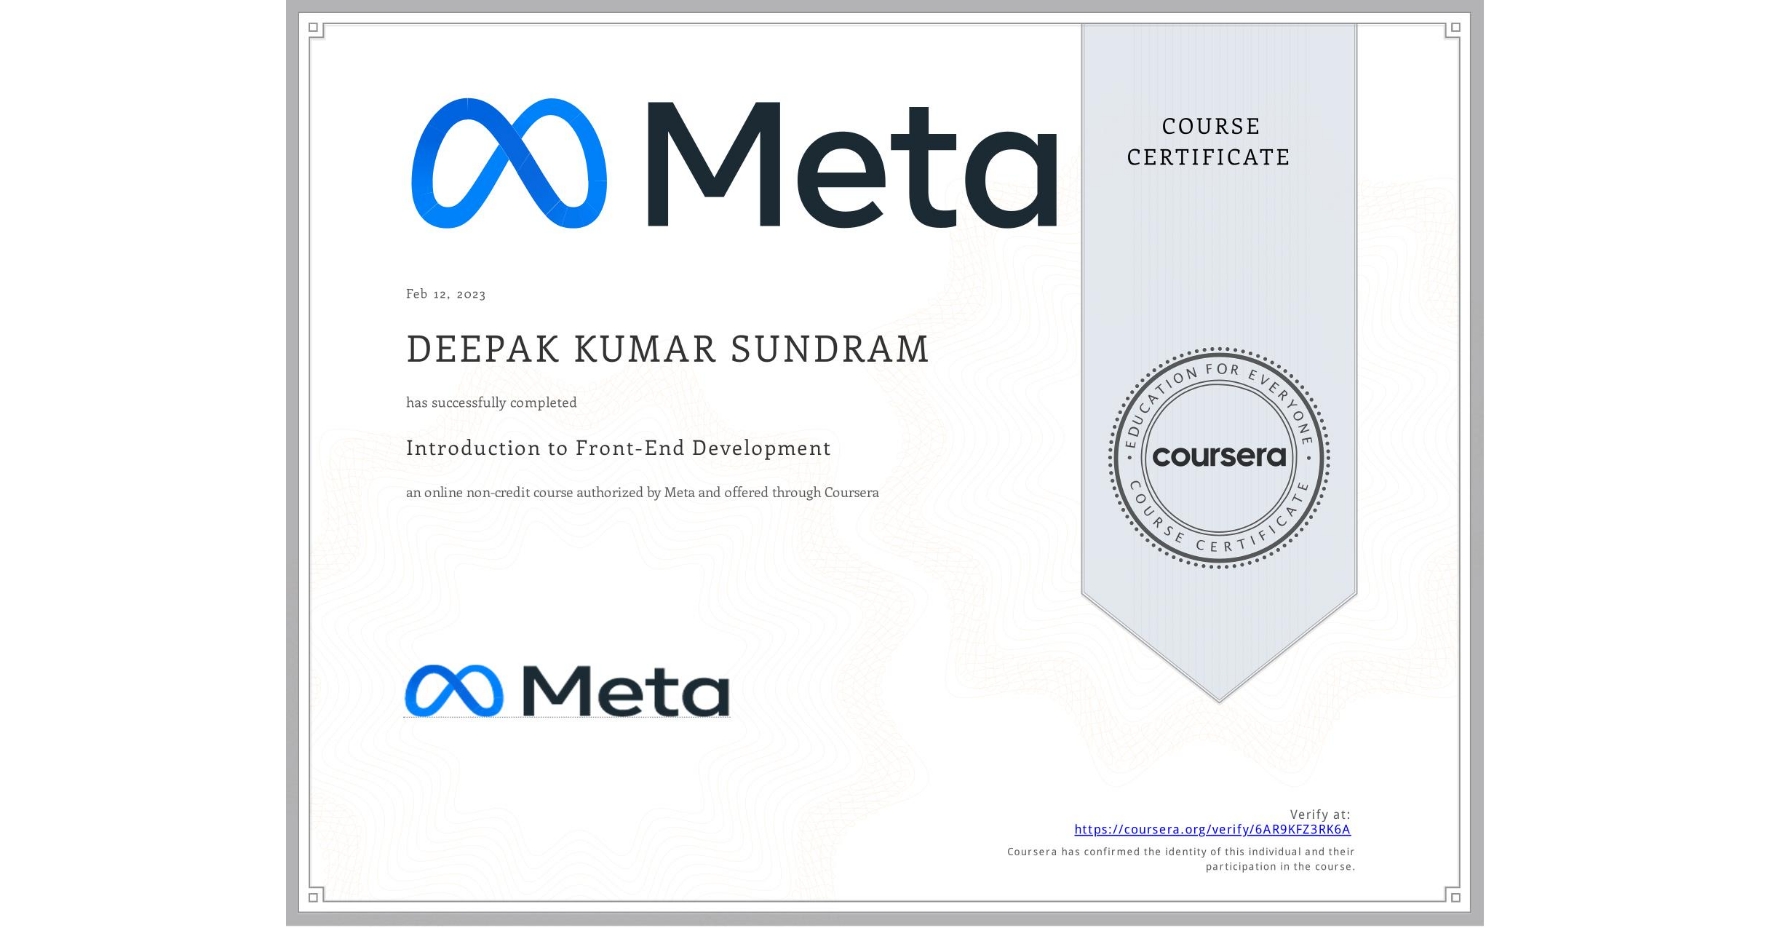 Meta
COURSE
CERTIFICATE
Feb 12, 2023
DEEPAK KUMAR SUNDRAM
has successfully completed
Introduction to Front-End Development
an online non-credit course authorized by Meta and offered through Coursera
EDUCATION FOR EVERYONE
coursera
COURSE CERTIFICATE
Meta
Verify at:
https://coursera.org/verify/6AR9KFZ3RK6A
Coursera has confirmed the identity of this individual and their
participation in the course.